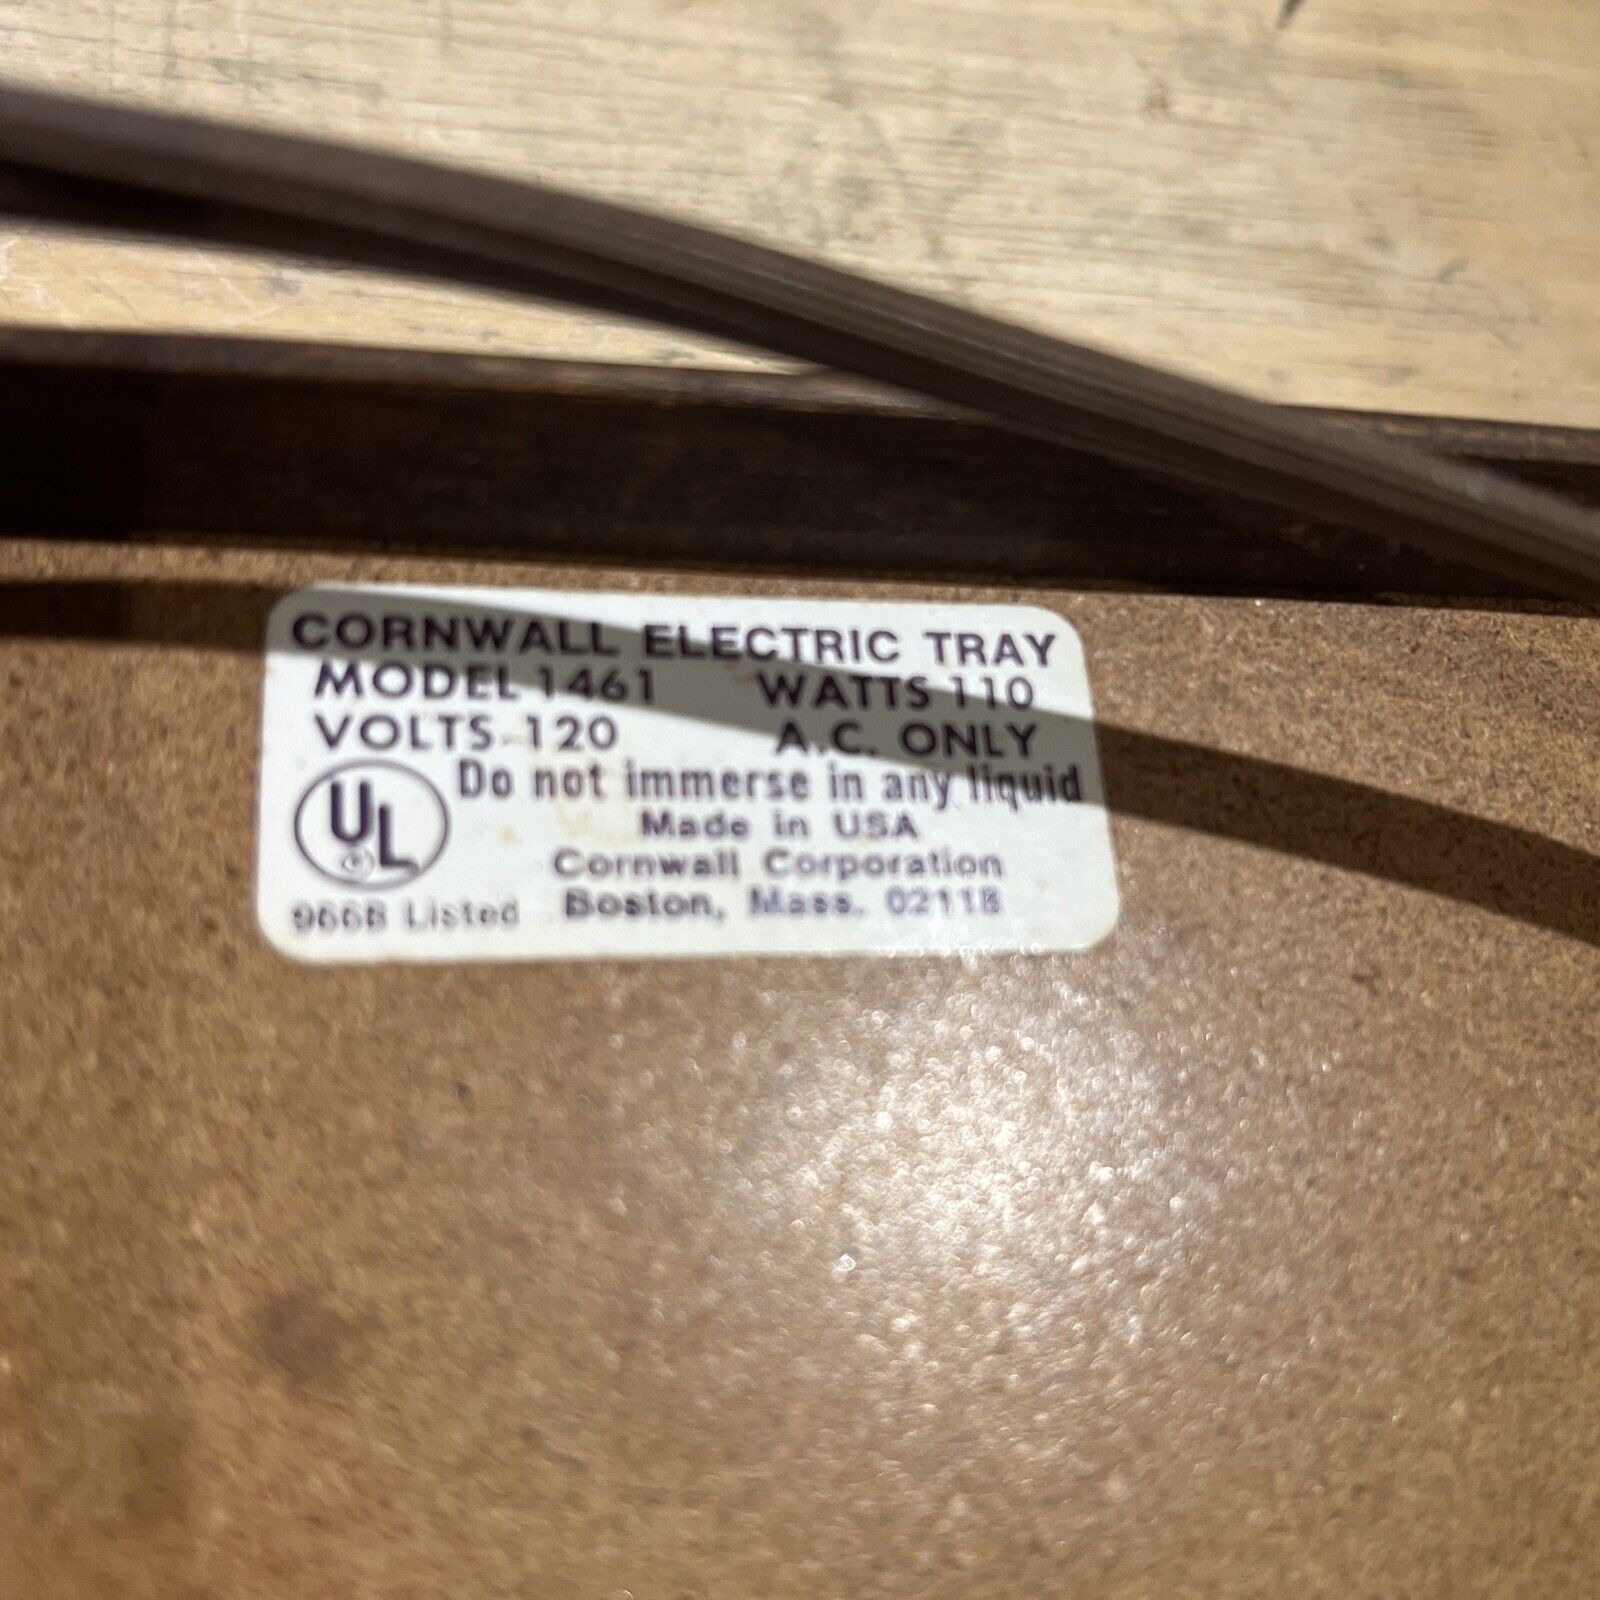 CORNWALL ELECTRIC TRAY
MODEL 1461 WATTS 110
VOLTS 120 A.C. ONLY
UL Do not immerse in any liquid
Made in USA
Cornwall Corporation
966B Listed Boston, Mass. 02118